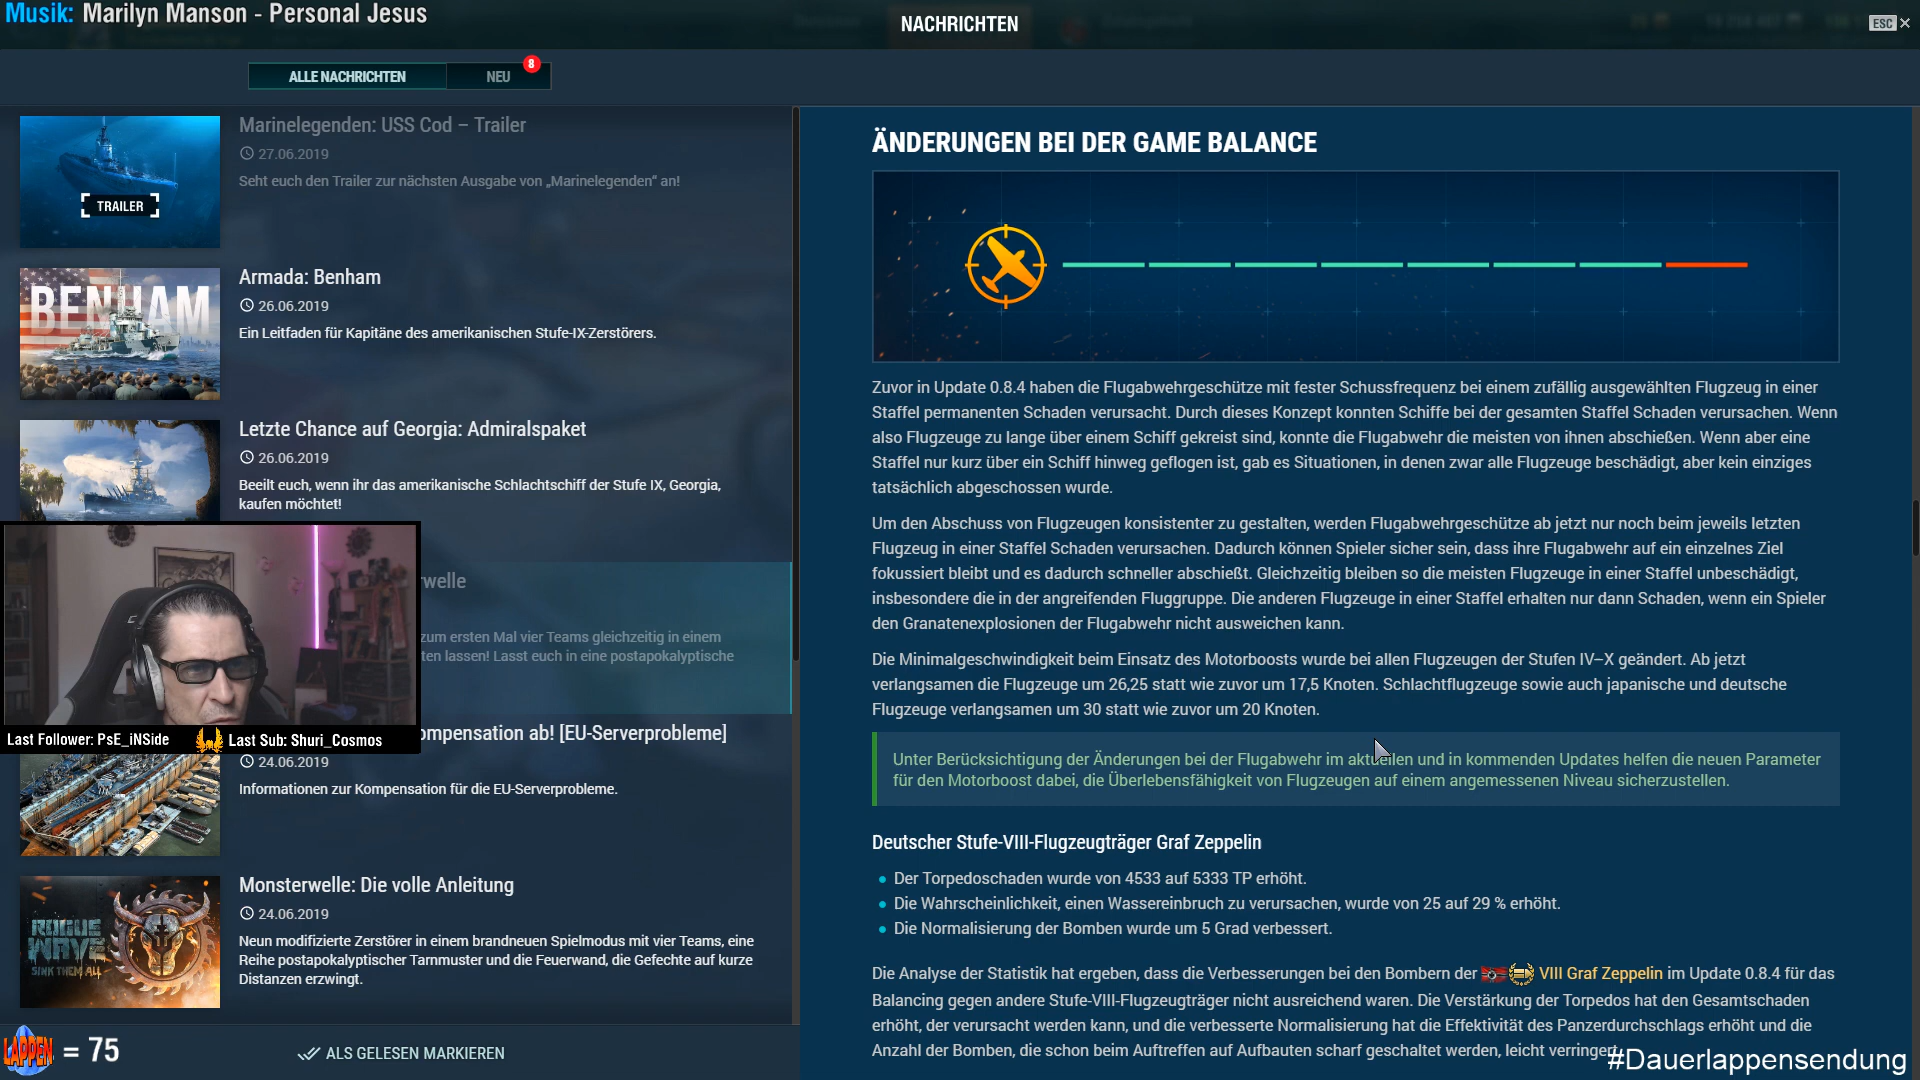 Musik: Marilyn Manson - Personal Jesus
NACHRICHTEN
ESC
ALLE NACHRICHTEN
NEU
8
Marinelegenden: USS Cod – Trailer
27.06.2019
Seht euch den Trailer zur nächsten Ausgabe von „Marinelegenden“ an!
TRAILER
Armada: Benham
26.06.2019
Ein Leitfaden für Kapitäne des amerikanischen Stufe-IX-Zerstörers.
BENHAM
Letzte Chance auf Georgia: Admiralspaket
26.06.2019
Beeilt euch, wenn ihr das amerikanische Schlachtschiff der Stufe IX, Georgia,
kaufen möchtet!
rwelle
zum ersten Mal vier Teams gleichzeitig in einem
ten lassen! Lasst euch in eine postapokalyptische
Last Follower: PsE_iNSide
Last Sub: Shuri_Cosmos
ompensation ab! [EU-Serverprobleme]
24.06.2019
Informationen zur Kompensation für die EU-Serverprobleme.
Monsterwelle: Die volle Anleitung
24.06.2019
Neun modifizierte Zerstörer in einem brandneuen Spielmodus mit vier Teams, eine
Reihe postapokalyptischer Tarnmuster und die Feuerwand, die Gefechte auf kurze
Distanzen erzwingt.
ROGUE
WAVE
SINK THEM ALL
LAPPEN = 75
ALS GELESEN MARKIEREN
ÄNDERUNGEN BEI DER GAME BALANCE
Zuvor in Update 0.8.4 haben die Flugabwehrgeschütze mit fester Schussfrequenz bei einem zufällig ausgewählten Flugzeug in einer
Staffel permanenten Schaden verursacht. Durch dieses Konzept konnten Schiffe bei der gesamten Staffel Schaden verursachen. Wenn
also Flugzeuge zu lange über einem Schiff gekreist sind, konnte die Flugabwehr die meisten von ihnen abschießen. Wenn aber eine
Staffel nur kurz über ein Schiff hinweg geflogen ist, gab es Situationen, in denen zwar alle Flugzeuge beschädigt, aber kein einziges
tatsächlich abgeschossen wurde.
Um den Abschuss von Flugzeugen konsistenter zu gestalten, werden Flugabwehrgeschütze ab jetzt nur noch beim jeweils letzten
Flugzeug in einer Staffel Schaden verursachen. Dadurch können Spieler sicher sein, dass ihre Flugabwehr auf ein einzelnes Ziel
fokussiert bleibt und es dadurch schneller abschießt. Gleichzeitig bleiben so die meisten Flugzeuge in einer Staffel unbeschädigt,
insbesondere die in der angreifenden Fluggruppe. Die anderen Flugzeuge in einer Staffel erhalten nur dann Schaden, wenn ein Spieler
den Granatenexplosionen der Flugabwehr nicht ausweichen kann.
Die Minimalgeschwindigkeit beim Einsatz des Motorboosts wurde bei allen Flugzeugen der Stufen IV–X geändert. Ab jetzt
verlangsamen die Flugzeuge um 26,25 statt wie zuvor um 17,5 Knoten. Schlachtflugzeuge sowie auch japanische und deutsche
Flugzeuge verlangsamen um 30 statt wie zuvor um 20 Knoten.
Unter Berücksichtigung der Änderungen bei der Flugabwehr im aktuellen und in kommenden Updates helfen die neuen Parameter
für den Motorboost dabei, die Überlebensfähigkeit von Flugzeugen auf einem angemessenen Niveau sicherzustellen.
Deutscher Stufe-VIII-Flugzeugträger Graf Zeppelin
Der Torpedoschaden wurde von 4533 auf 5333 TP erhöht.
Die Wahrscheinlichkeit, einen Wassereinbruch zu verursachen, wurde von 25 auf 29 % erhöht.
Die Normalisierung der Bomben wurde um 5 Grad verbessert.
Die Analyse der Statistik hat ergeben, dass die Verbesserungen bei den Bombern der VIII Graf Zeppelin im Update 0.8.4 für das
Balancing gegen andere Stufe-VIII-Flugzeugträger nicht ausreichend waren. Die Verstärkung der Torpedos hat den Gesamtschaden
erhöht, der verursacht werden kann, und die verbesserte Normalisierung hat die Effektivität des Panzerdurchschlags erhöht und die
Anzahl der Bomben, die schon beim Auftreffen auf Aufbauten scharf geschaltet werden, leicht verringert.
#Dauerlappensendung